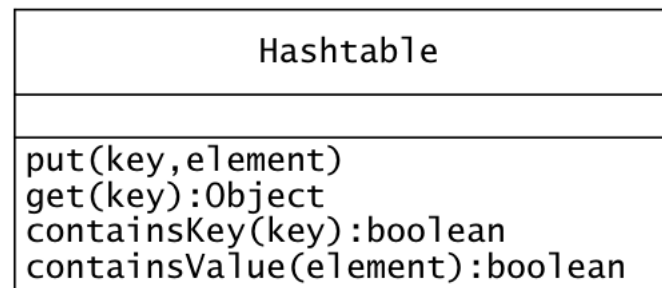 Hashtable
put(key,element)
get(key):Object
containsKey(key):boolean
containsValue(element):boolean